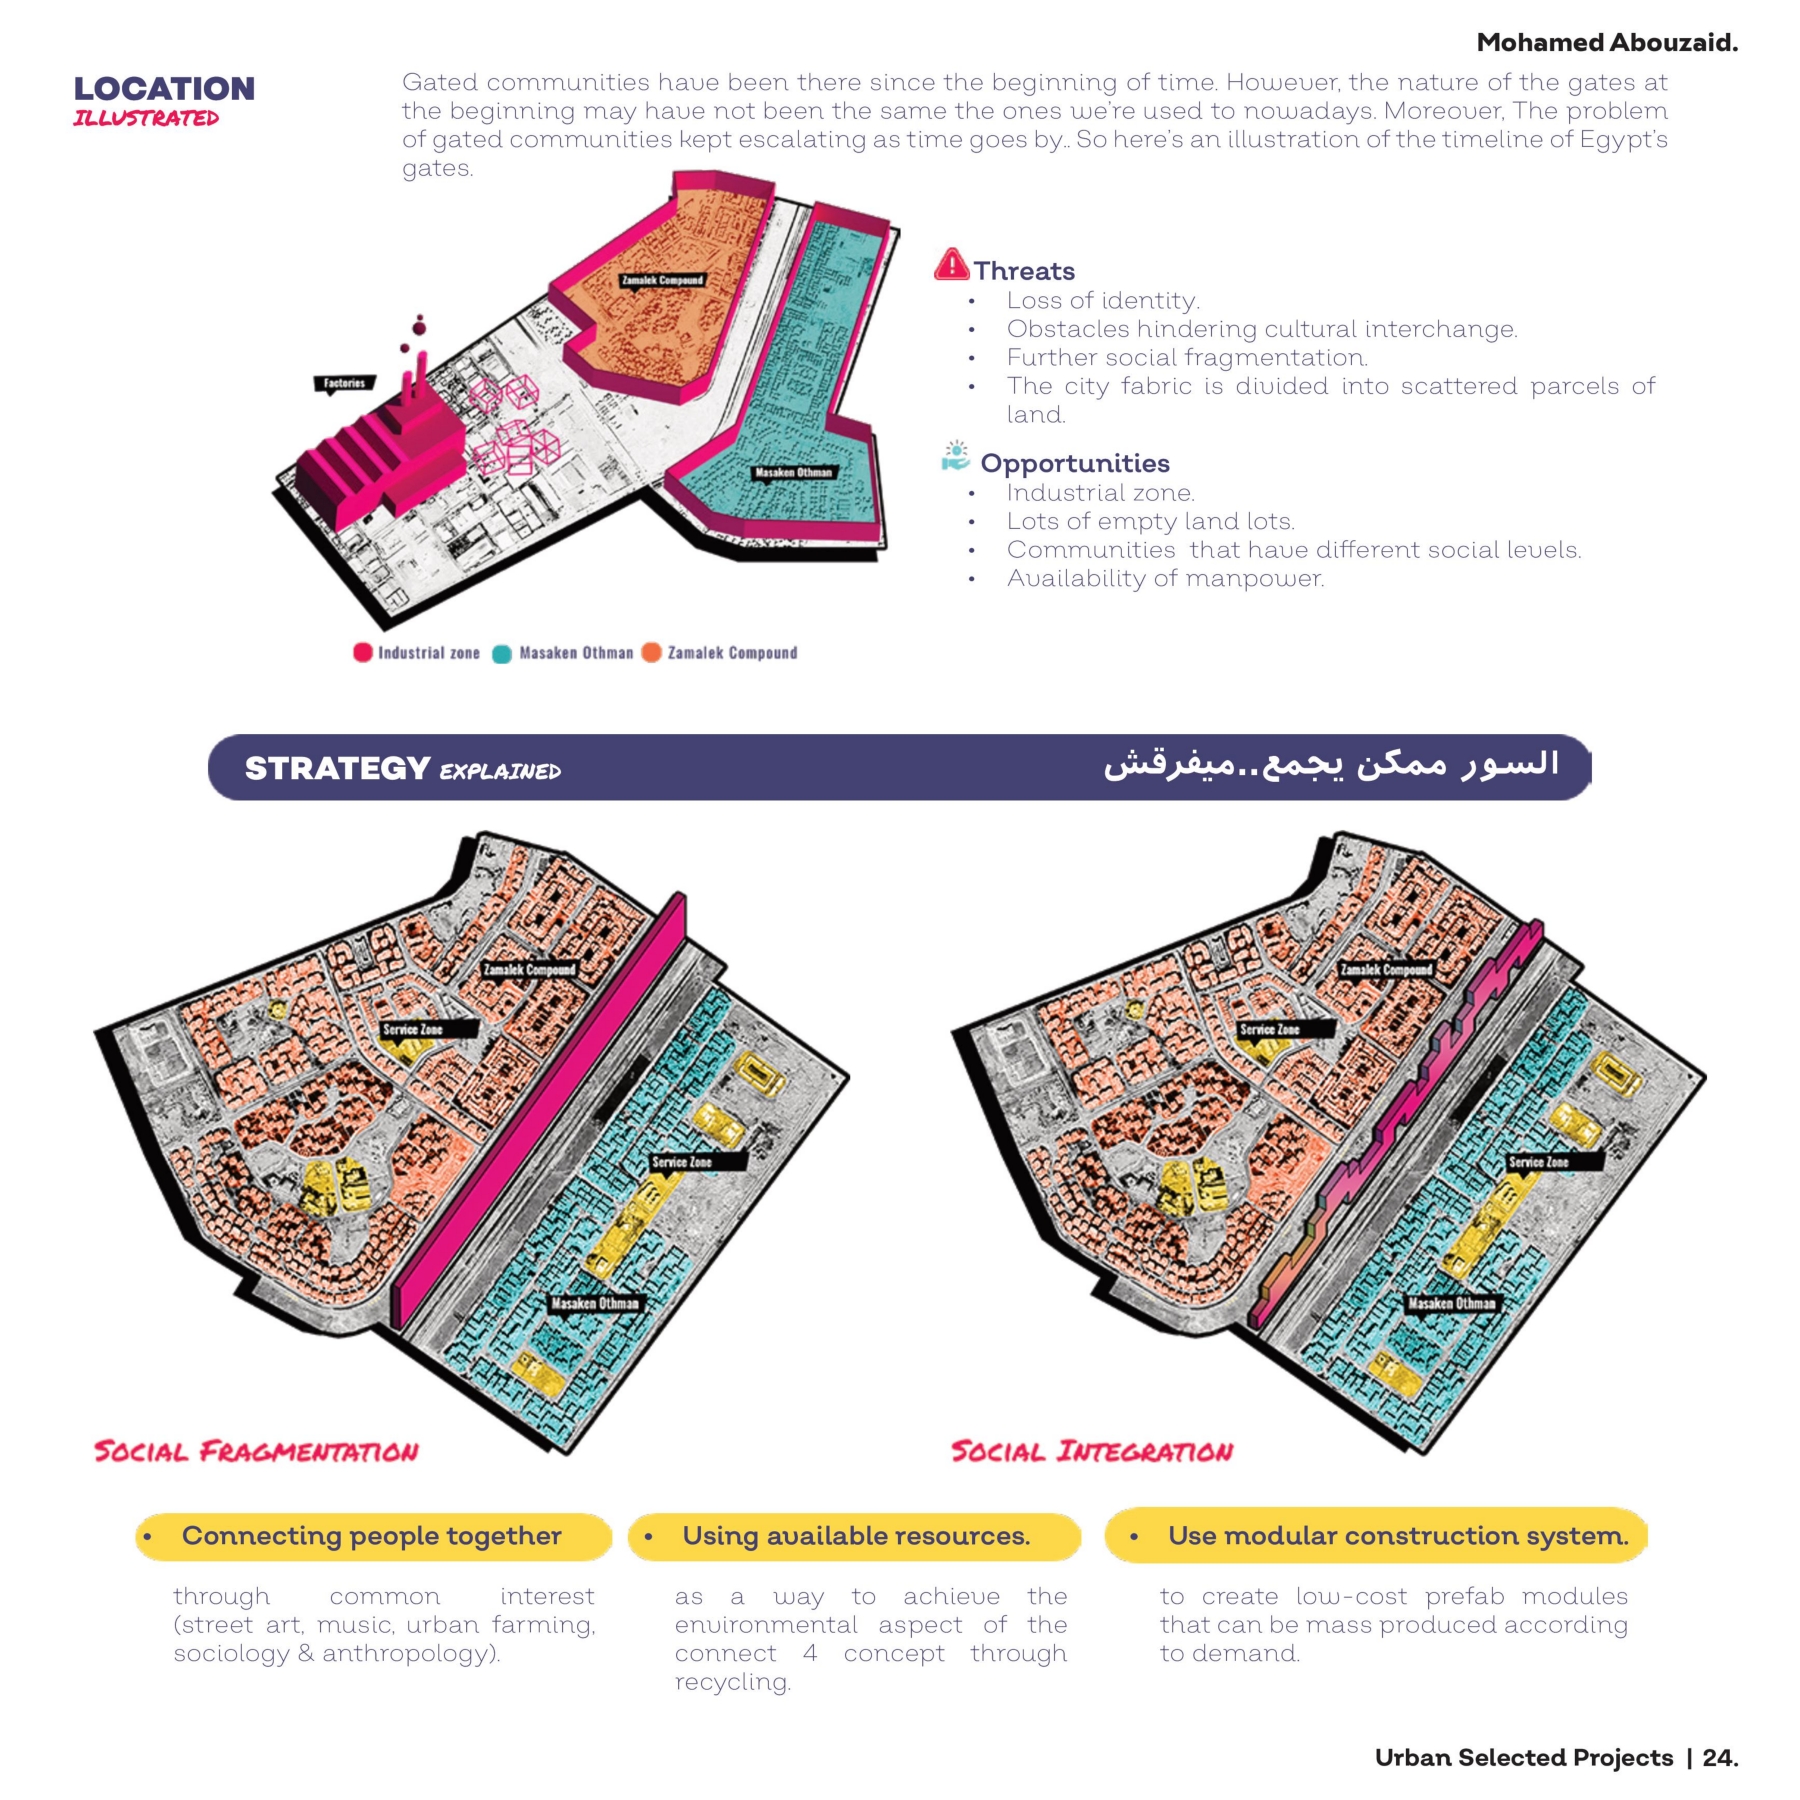 Mohamed Abouzaid.
LOCATION
ILLUSTRATED
Gated communities have been there since the beginning of time. However, the nature of the gates at
the beginning may have not been the same the ones we're used to nowadays. Moreover, The problem
of gated communities kept escalating as time goes by.. So here's an illustration of the timeline of Egypt's
gates.
Zamalek Compound
Factories
Masaken Othman
Industrial zone
Masaken Othman
Zamalek Compound
Threats
• Loss of identity.
• Obstacles hindering cultural interchange.
• Further social fragmentation.
• The city fabric is divided into scattered parcels of
land.
Opportunities
• Industrial zone.
• Lots of empty land lots.
• Communities that have different social levels.
• Availability of manpower.
STRATEGY EXPLAINED
السور ممكن يجمع..ميفرقش
Zamalek Compound
Service Zone
Service Zone
Masaken Othman
SOCIAL FRAGMENTATION
Zamalek Compound
Service Zone
Service Zone
Masaken Othman
SOCIAL INTEGRATION
• Connecting people together
through common interest
(street art, music, urban farming,
sociology & anthropology).
• Using available resources.
as a way to achieve the
environmental aspect of the
connect 4 concept through
recycling.
• Use modular construction system.
to create low-cost prefab modules
that can be mass produced according
to demand.
Urban Selected Projects | 24.